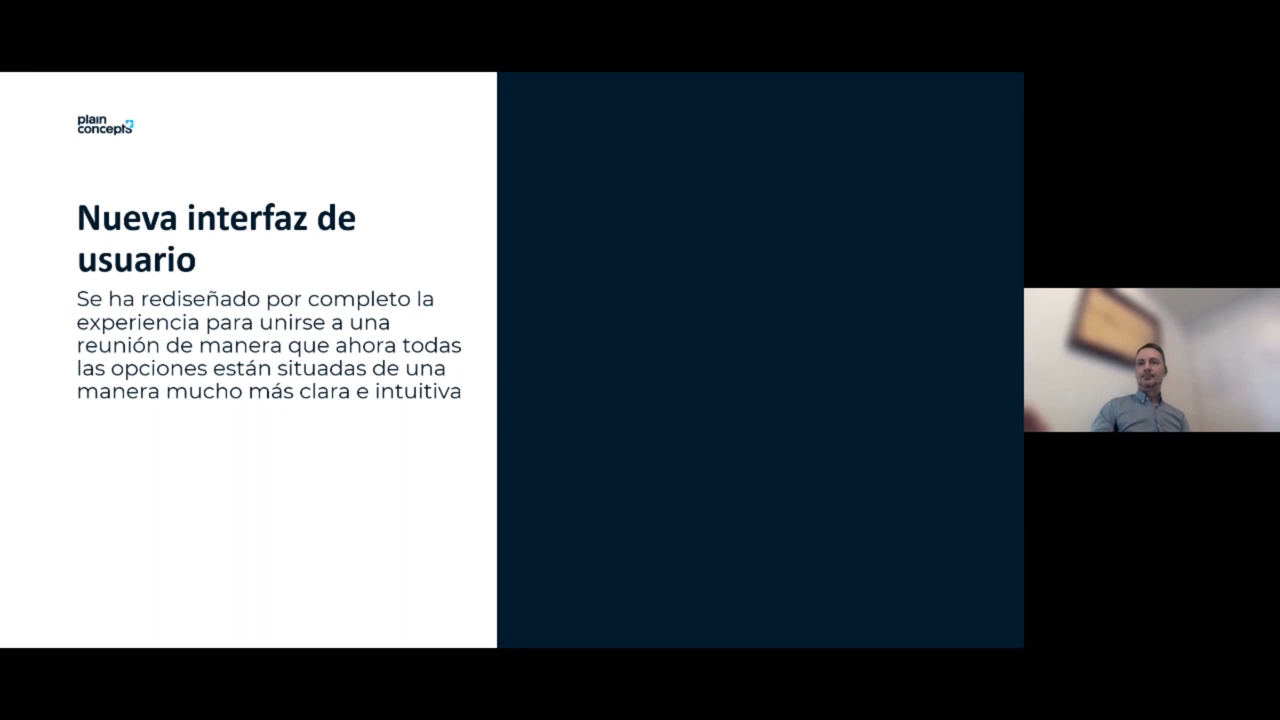 plain
concepts
Nueva interfaz de
usuario
Se ha rediseñado por completo la
experiencia para unirse a una
reunión de manera que ahora todas
las opciones están situadas de una
manera mucho más clara e intuitiva